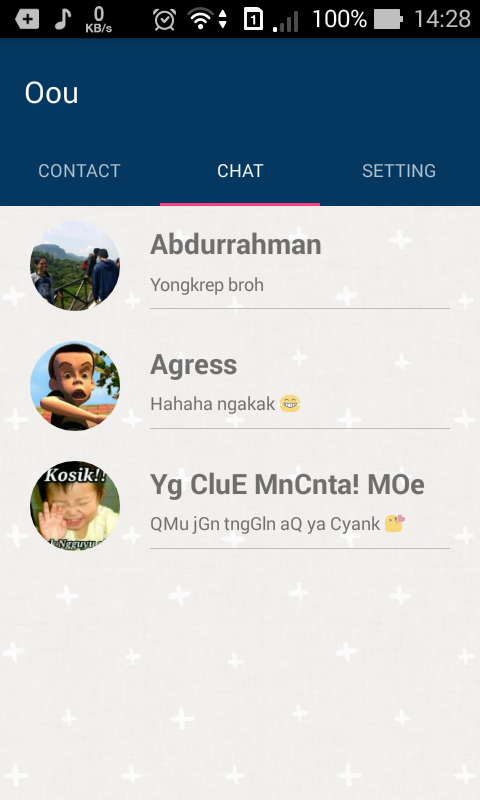 0 KB/s 1 100% 14:28
Oou
CONTACT CHAT SETTING
Abdurrahman
Yongkrep broh
Agress
Hahaha ngakak 😁
Kosik!!
Yg CluE MnCnta! MOe
QMu jGn tngGln aQ ya Cyank 😘